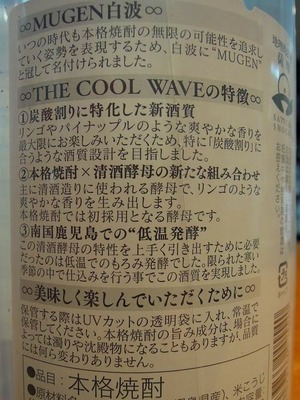 ∞MUGEN白波∞
いつの時代も本格焼酎の無限の可能性を追求し
ていく姿勢を表現するため、白波に“MUGEN”
と冠して名付けられました。
∞THE COOL WAVEの特徴∞
①炭酸割りに特化した新酒質
リンゴやパイナップルのような爽やかな香りを
最大限にお楽しみいただくため、特に「炭酸割り」に
合うような酒質設計を目指しました。
②本格焼酎×清酒酵母の新たな組み合わせ
主に清酒造りに使われる酵母で、リンゴのような
爽やかな香りを生み出します。
本格焼酎では初採用となる酵母です。
③南国鹿児島での“低温発酵”
この清酒酵母の特性を上手く引き出すために必要
だったのは低温でのもろみ発酵でした。限られた寒い
季節の中で仕込みを行う事でこの酒質を実現しました。
∞美味しく楽しんでいただくために∞
保管する際はUVカットの透明袋に入れ、常温で
保管してください。本格焼酎の旨み成分は、場合に
よっては濁りや沈殿物になることもありますが、品質
には何ら変わりありません。
●品目：本格焼酎
●原材料名
島県産)、米こうじ